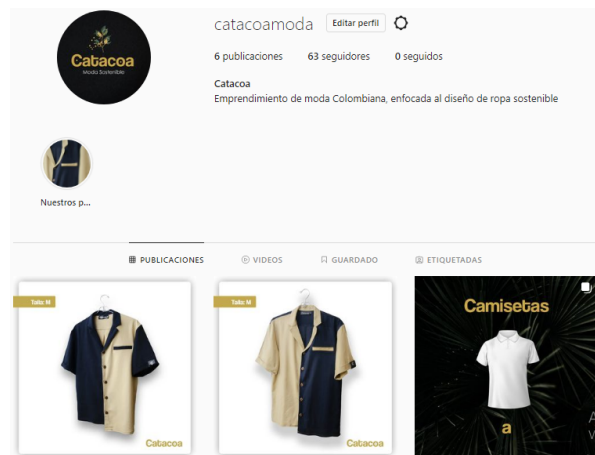 Catacoa
Moda Sostenible
catacoamoda Editar perfil
6 publicaciones 63 seguidores 0 seguidos
Catacoa
Emprendimiento de moda Colombiana, enfocada al diseño de ropa sostenible
Nuestros p...
PUBLICACIONES VIDEOS GUARDADO ETIQUETADAS
Talla: M
Catacoa
Talla: M
Catacoa
Camisetas
a